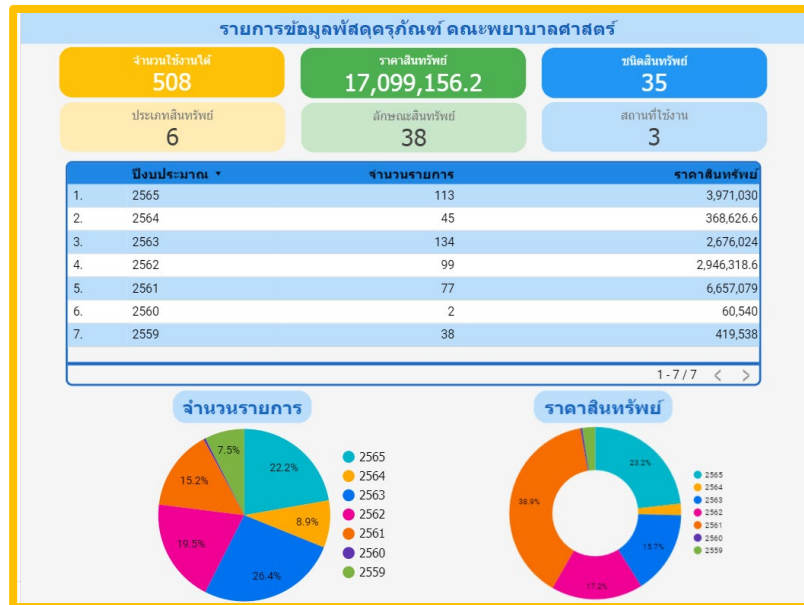 รายการข้อมูลพัสดุครุภัณฑ์ คณะพยาบาลศาสตร์
จำนวนใช้งานได้ ราคาสินทรัพย์ ชนิดสินทรัพย์
508 17,099,156.2 35
ประเภทสินทรัพย์ ลักษณะสินทรัพย์ สถานที่ใช้งาน
6 38 3
ปีงบประมาณ จำนวนรายการ ราคาสินทรัพย์
1. 2565 113 3,971,030
2. 2564 45 368,626.6
3. 2563 134 2,676,024
4. 2562 99 2,946,318.6
5. 2561 77 6,657,079
6. 2560 2 60,540
7. 2559 38 419,538
1 - 7 / 7 < >
จำนวนรายการ
22.2%
8.9%
26.4%
19.5%
15.2%
7.5%
2565
2564
2563
2562
2561
2560
2559
ราคาสินทรัพย์
23.2%
15.7%
17.2%
38.9%
2565
2564
2563
2562
2561
2560
2559